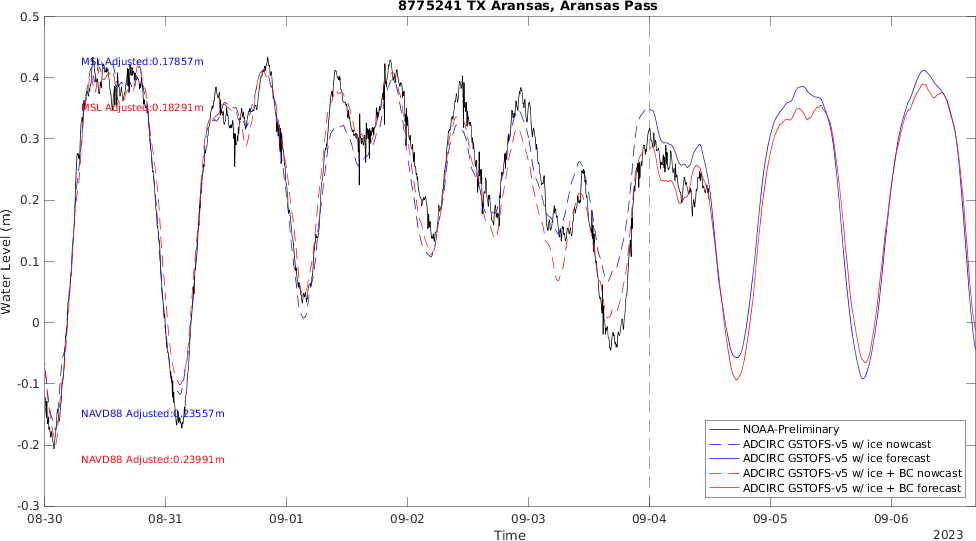 8775241 TX Aransas, Aransas Pass
0.5
0.4
0.3
0.2
0.1
0
-0.1
-0.2
-0.3
Water Level (m)
MSL Adjusted:0.17857m
MSL Adjusted:0.18291m
NAVD88 Adjusted:0.23557m
NAVD88 Adjusted:0.23991m
NOAA-Preliminary
ADCIRC GSTOFS-v5 w/ ice nowcast
ADCIRC GSTOFS-v5 w/ ice forecast
ADCIRC GSTOFS-v5 w/ ice + BC nowcast
ADCIRC GSTOFS-v5 w/ ice + BC forecast
08-30 08-31 09-01 09-02 09-03 09-04 09-05 09-06
Time
2023